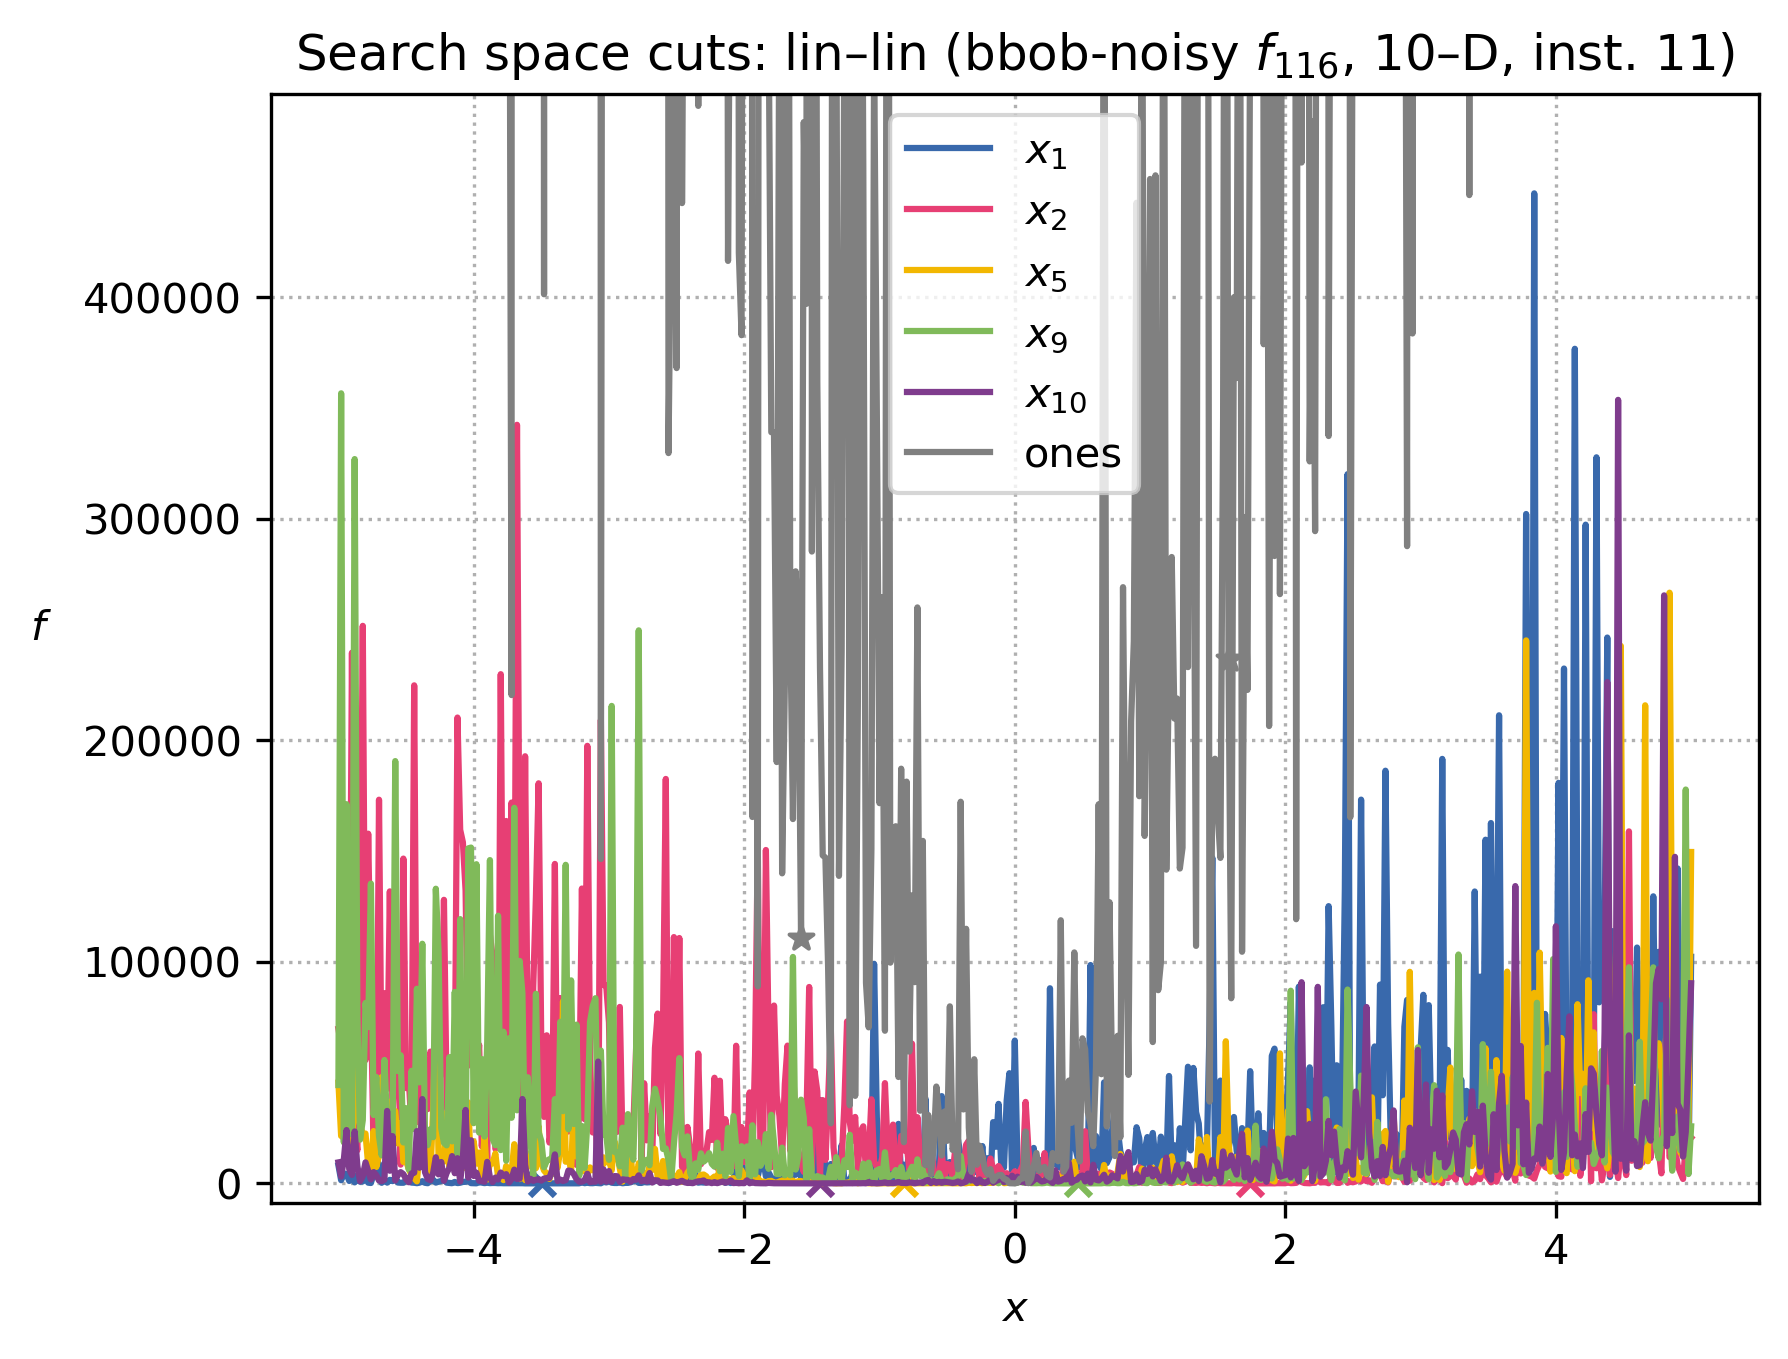 Search space cuts: lin–lin (bbob-noisy f₁₁₆, 10–D, inst. 11)
x₁
x₂
x₅
x₉
x₁₀
ones
400000
300000
200000
100000
0
f
−4 −2 0 2 4
x